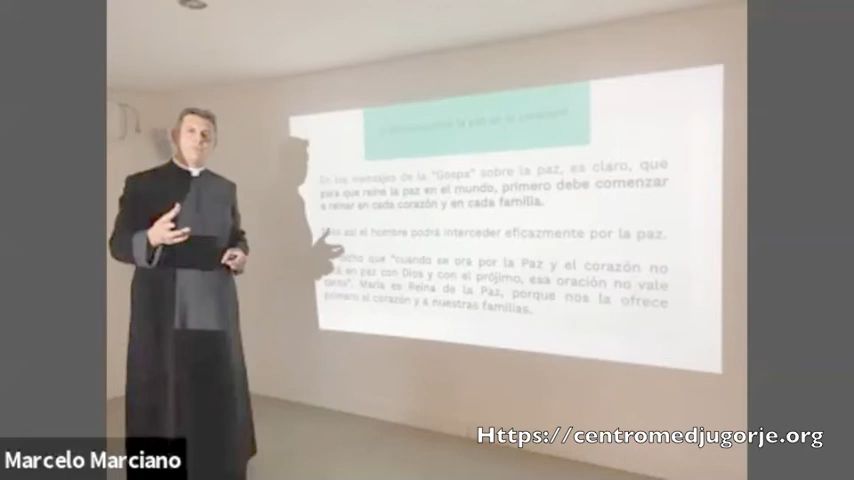 En los mensajes de la "Gospa" sobre la paz, es claro, que
para que reine la paz en el mundo, primero debe comenzar
a reinar en cada corazón y en cada familia.
así el hombre podrá interceder eficazmente por la paz.
que "cuando se ora por la Paz y el corazón no
en paz con Dios y con el prójimo, esa oración no vale
María es Reina de la Paz, porque nos la ofrece
primero al corazón y a nuestras familias.
Https://centromedjugorje.org
Marcelo Marciano